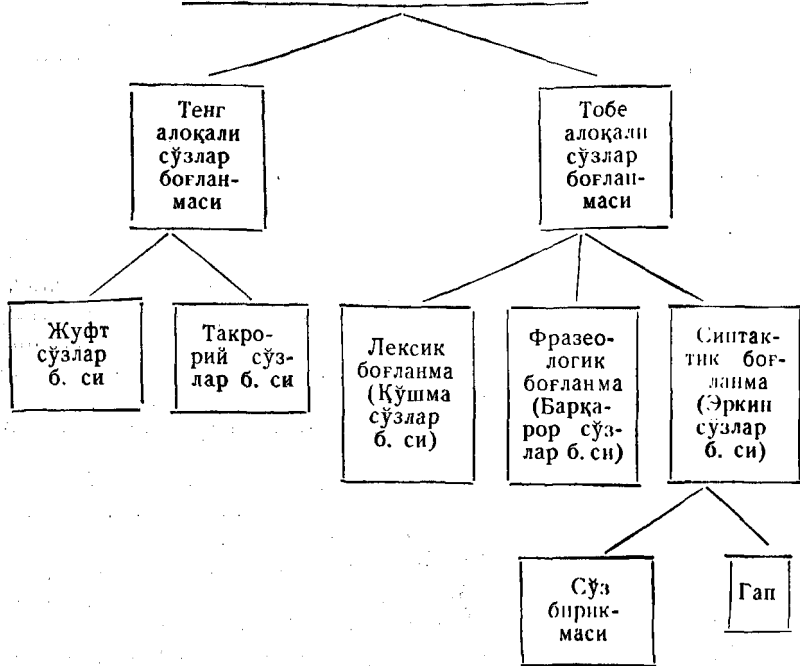 Тенг
алоқали
сўзлар
боғлан-
маси
Тобе
алоқали
сўзлар
боғлан-
маси
Жуфт
сўзлар
б. си
Такро-
рий сўз-
лар б. си
Лексик
боғланма
(Қўшма
сўзлар
б. си)
Фразео-
логик
боғланма
(Барқа-
рор сўз-
лар б. си)
Синтак-
тик боғ-
ланма
(Эркин
сўзлар
б. си)
Сўз
бирик-
маси
Гап